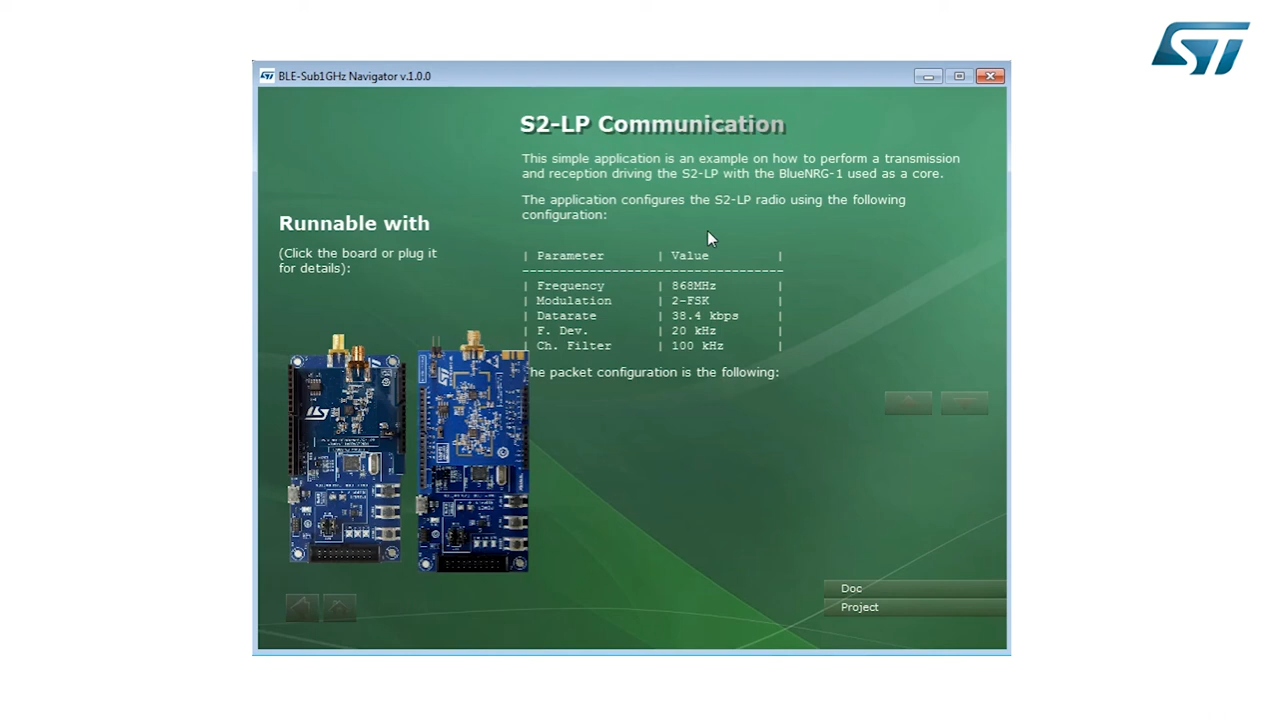 ST
BLE-Sub1GHz Navigator v.1.0.0
S2-LP Communication
This simple application is an example on how to perform a transmission
and reception driving the S2-LP with the BlueNRG-1 used as a core.
The application configures the S2-LP radio using the following
configuration:
Runnable with
(Click the board or plug it
for details):
| Parameter | Value |
-----------------------------------
| Frequency | 868MHz |
| Modulation | 2-FSK |
| Datarate | 38.4 kbps |
| F. Dev. | 20 kHz |
| Ch. Filter | 100 kHz |
he packet configuration is the following:
Doc
Project